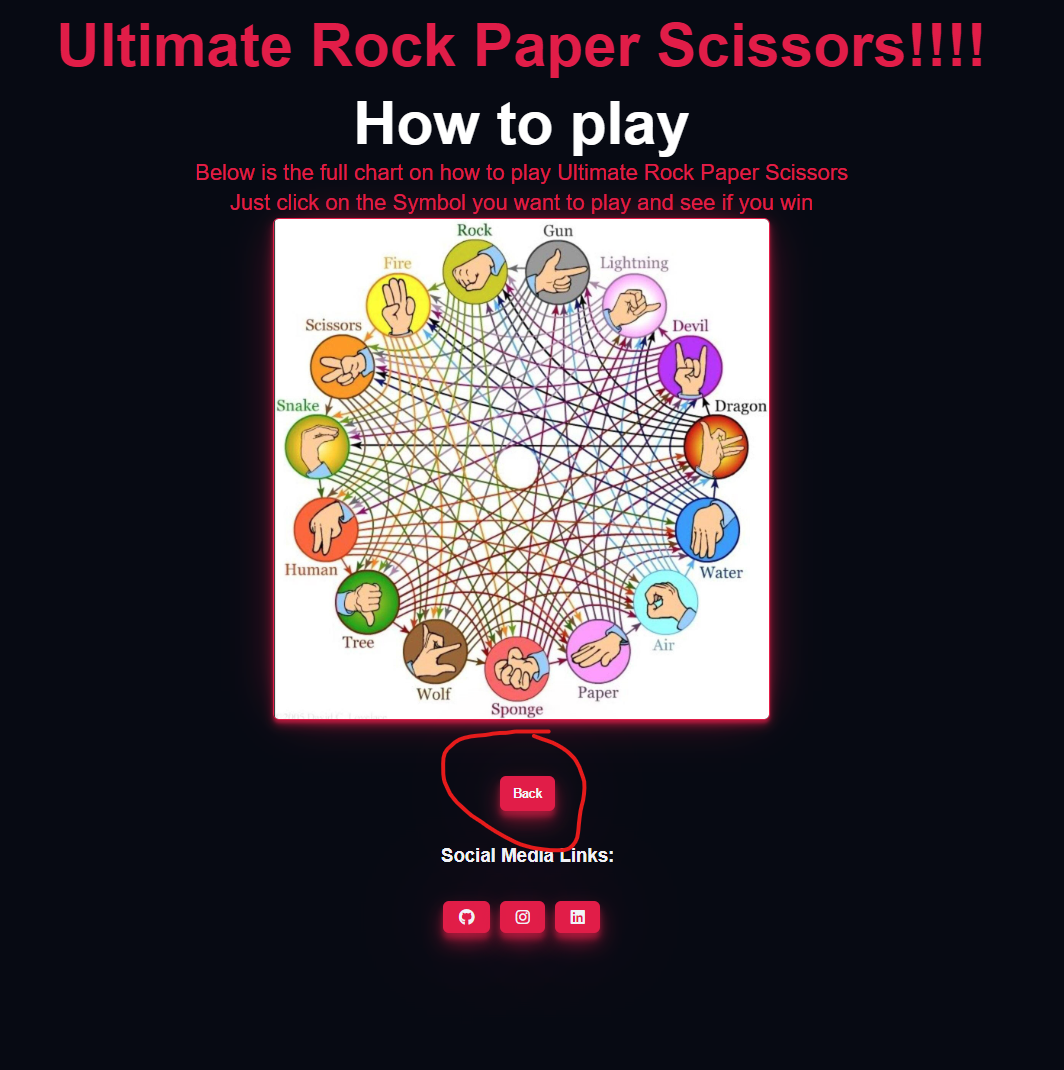 Ultimate Rock Paper Scissors!!!!
How to play
Below is the full chart on how to play Ultimate Rock Paper Scissors
Just click on the Symbol you want to play and see if you win
Rock
Gun
Fire
Lightning
Scissors
Devil
Snake
Dragon
Human
Water
Tree
Air
Wolf
Paper
Sponge
Back
Social Media Links: